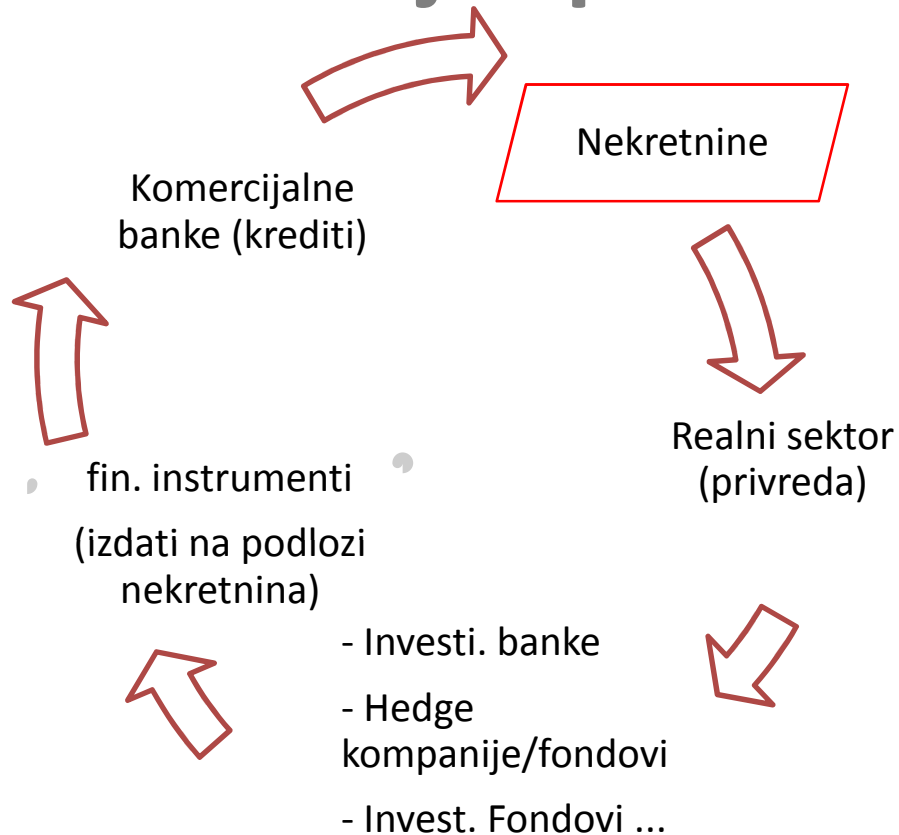 Nekretnine
Komercijalne
banke (krediti)
Realni sektor
(privreda)
fin. instrumenti
(izdati na podlozi
nekretnina)
- Investi. banke
- Hedge
kompanije/fondovi
- Invest. Fondovi ...